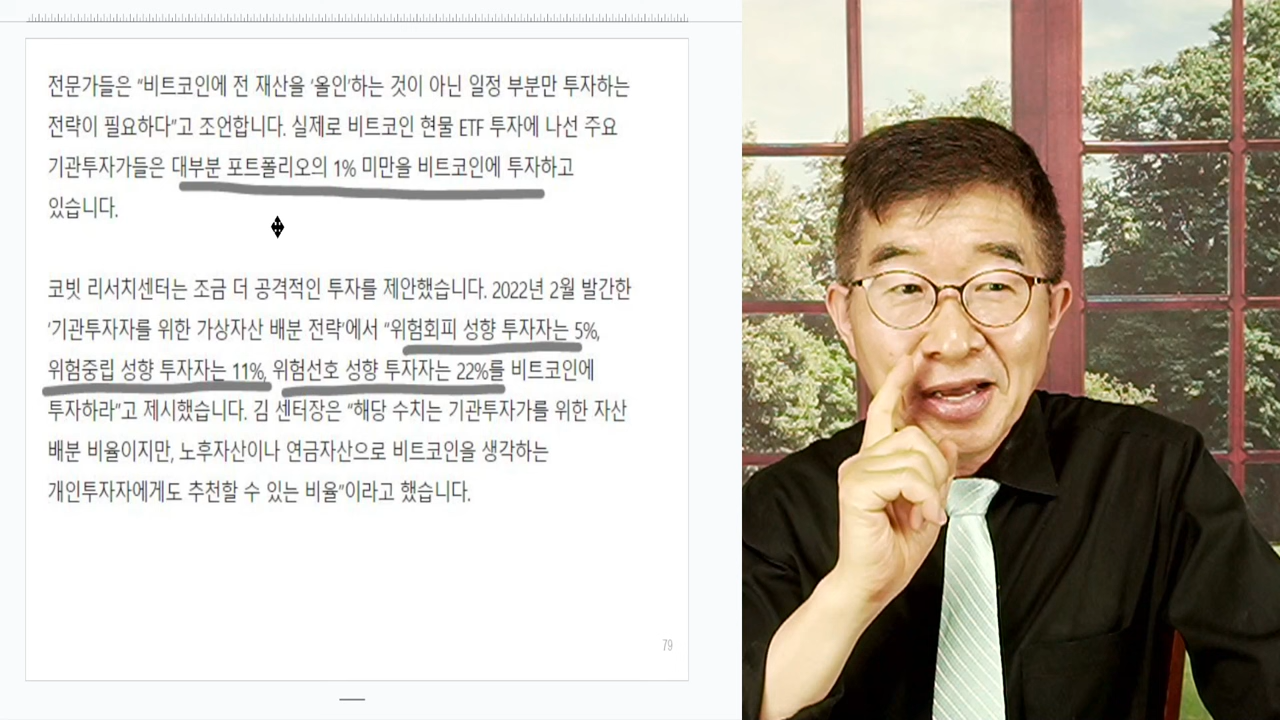 전문가들은 “비트코인에 전 재산을 ‘올인’하는 것이 아닌 일정 부분만 투자하는
전략이 필요하다”고 조언합니다. 실제로 비트코인 현물 ETF 투자에 나선 주요
기관투자가들은 대부분 포트폴리오의 1% 미만을 비트코인에 투자하고
있습니다.
코빗 리서치센터는 조금 더 공격적인 투자를 제안했습니다. 2022년 2월 발간한
‘기관투자자를 위한 가상자산 배분 전략’에서 “위험회피 성향 투자자는 5%,
위험중립 성향 투자자는 11%, 위험선호 성향 투자자는 22%를 비트코인에
투자하라”고 제시했습니다. 김 센터장은 “해당 수치는 기관투자가를 위한 자산
배분 비율이지만, 노후자산이나 연금자산으로 비트코인을 생각하는
개인투자자에게도 추천할 수 있는 비율”이라고 했습니다.
79